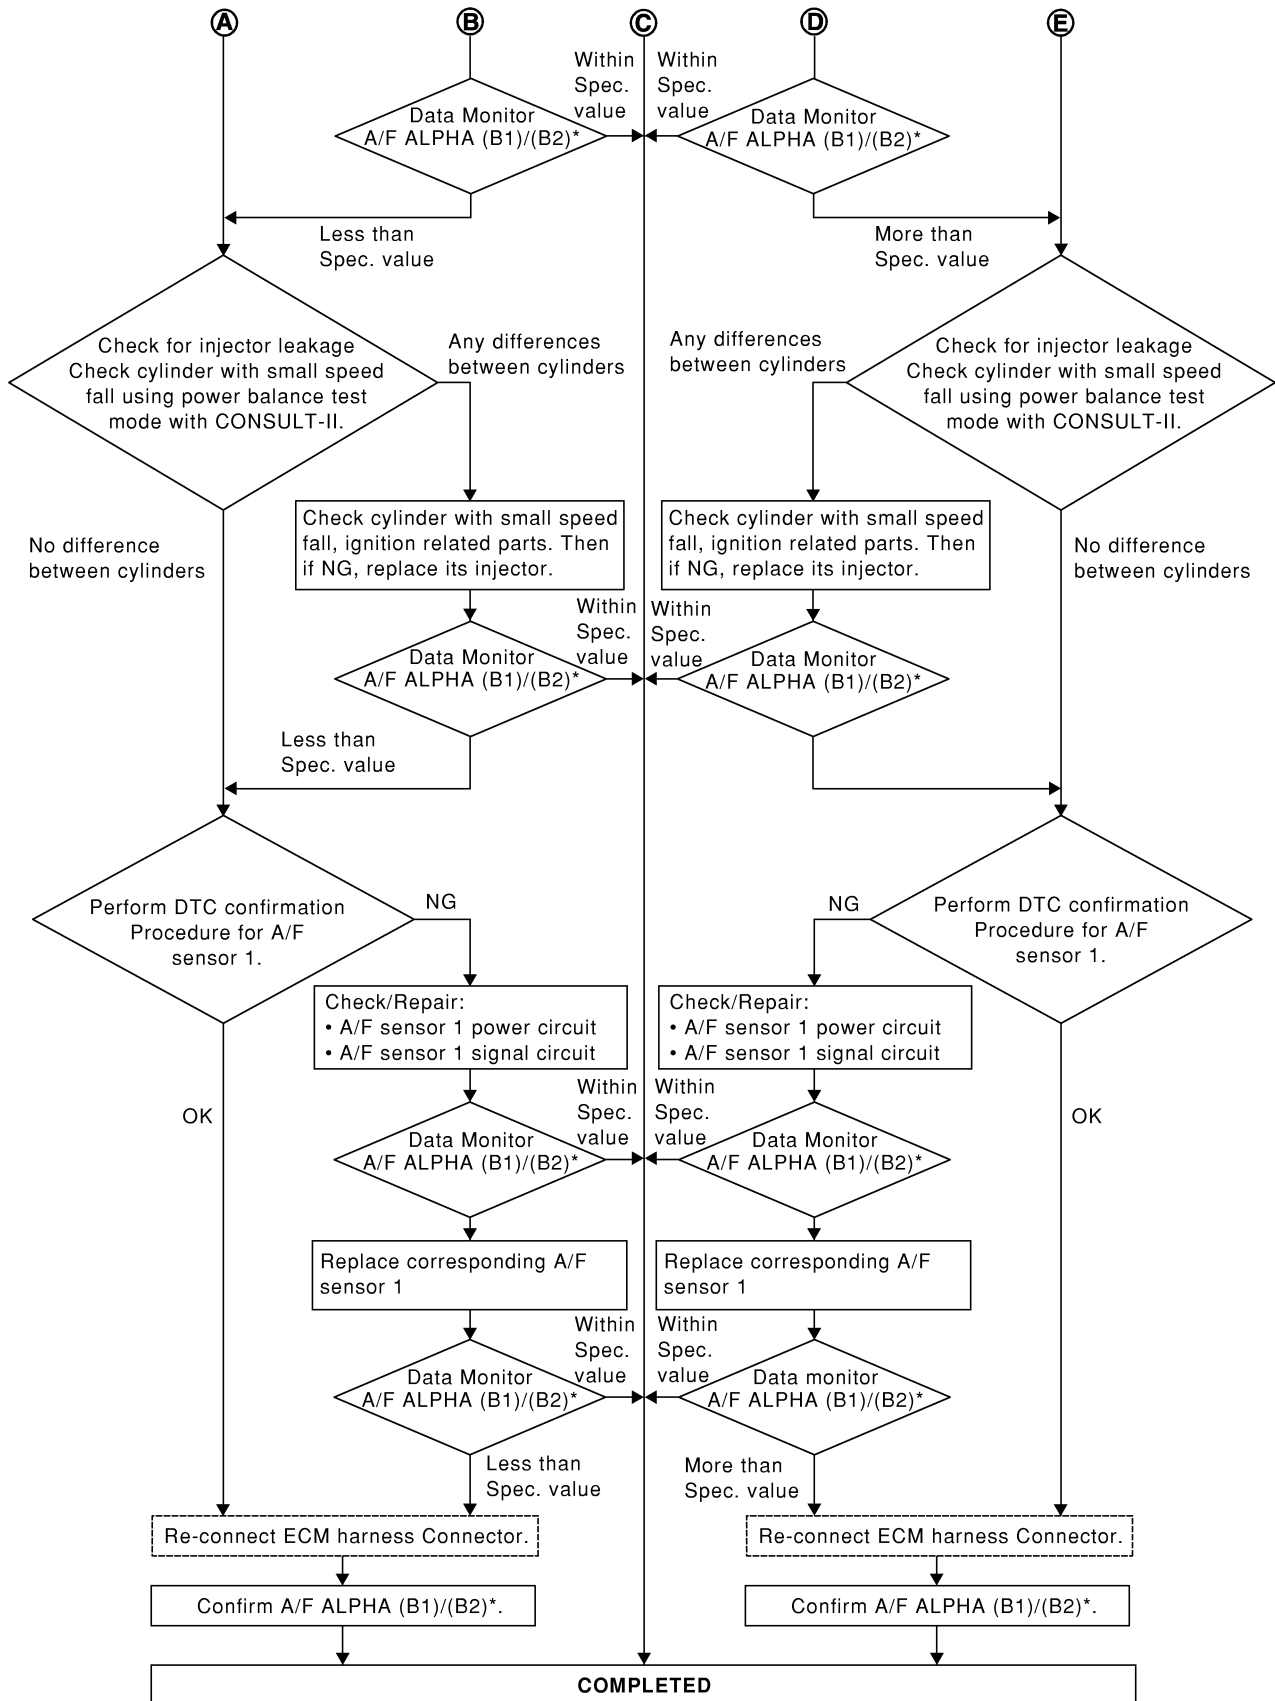 A
B
C
D
E
Within
Spec.
value
Within
Spec.
value
Data Monitor
A/F ALPHA (B1)/(B2)*
Data Monitor
A/F ALPHA (B1)/(B2)*
Less than
Spec. value
More than
Spec. value
Check for injector leakage
Check cylinder with small speed
fall using power balance test
mode with CONSULT-II.
Any differences
between cylinders
Any differences
between cylinders
Check for injector leakage
Check cylinder with small speed
fall using power balance test
mode with CONSULT-II.
No difference
between cylinders
Check cylinder with small speed
fall, ignition related parts. Then
if NG, replace its injector.
Check cylinder with small speed
fall, ignition related parts. Then
if NG, replace its injector.
No difference
between cylinders
Within
Spec.
value
Within
Spec.
value
Data Monitor
A/F ALPHA (B1)/(B2)*
Data Monitor
A/F ALPHA (B1)/(B2)*
Less than
Spec. value
Perform DTC confirmation
Procedure for A/F
sensor 1.
NG
NG
Perform DTC confirmation
Procedure for A/F
sensor 1.
Check/Repair:
• A/F sensor 1 power circuit
• A/F sensor 1 signal circuit
Check/Repair:
• A/F sensor 1 power circuit
• A/F sensor 1 signal circuit
OK
Within
Spec.
value
Within
Spec.
value
OK
Data Monitor
A/F ALPHA (B1)/(B2)*
Data Monitor
A/F ALPHA (B1)/(B2)*
Replace corresponding A/F
sensor 1
Replace corresponding A/F
sensor 1
Within
Spec.
value
Within
Spec.
value
Data Monitor
A/F ALPHA (B1)/(B2)*
Data monitor
A/F ALPHA (B1)/(B2)*
Less than
Spec. value
More than
Spec. value
Re-connect ECM harness Connector.
Re-connect ECM harness Connector.
Confirm A/F ALPHA (B1)/(B2)*.
Confirm A/F ALPHA (B1)/(B2)*.
COMPLETED